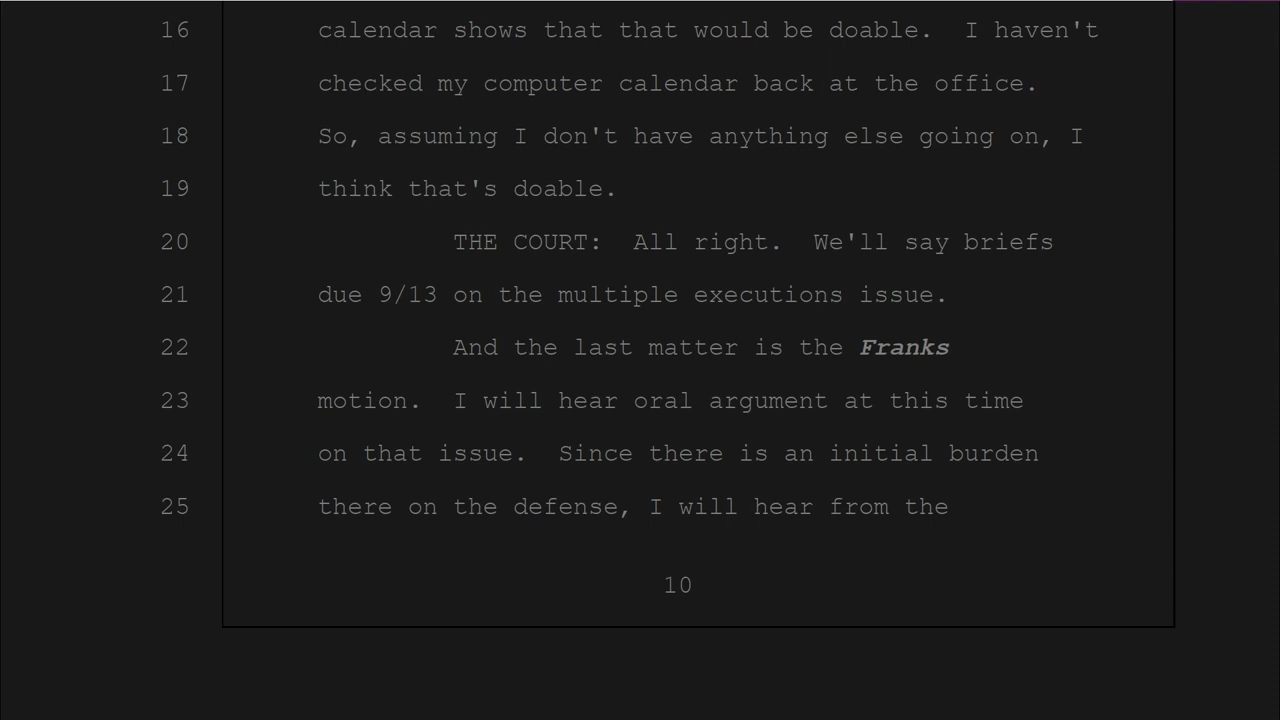 16 calendar shows that that would be doable. I haven't
17 checked my computer calendar back at the office.
18 So, assuming I don't have anything else going on, I
19 think that's doable.
20 THE COURT: All right. We'll say briefs
21 due 9/13 on the multiple executions issue.
22 And the last matter is the Franks
23 motion. I will hear oral argument at this time
24 on that issue. Since there is an initial burden
25 there on the defense, I will hear from the
10